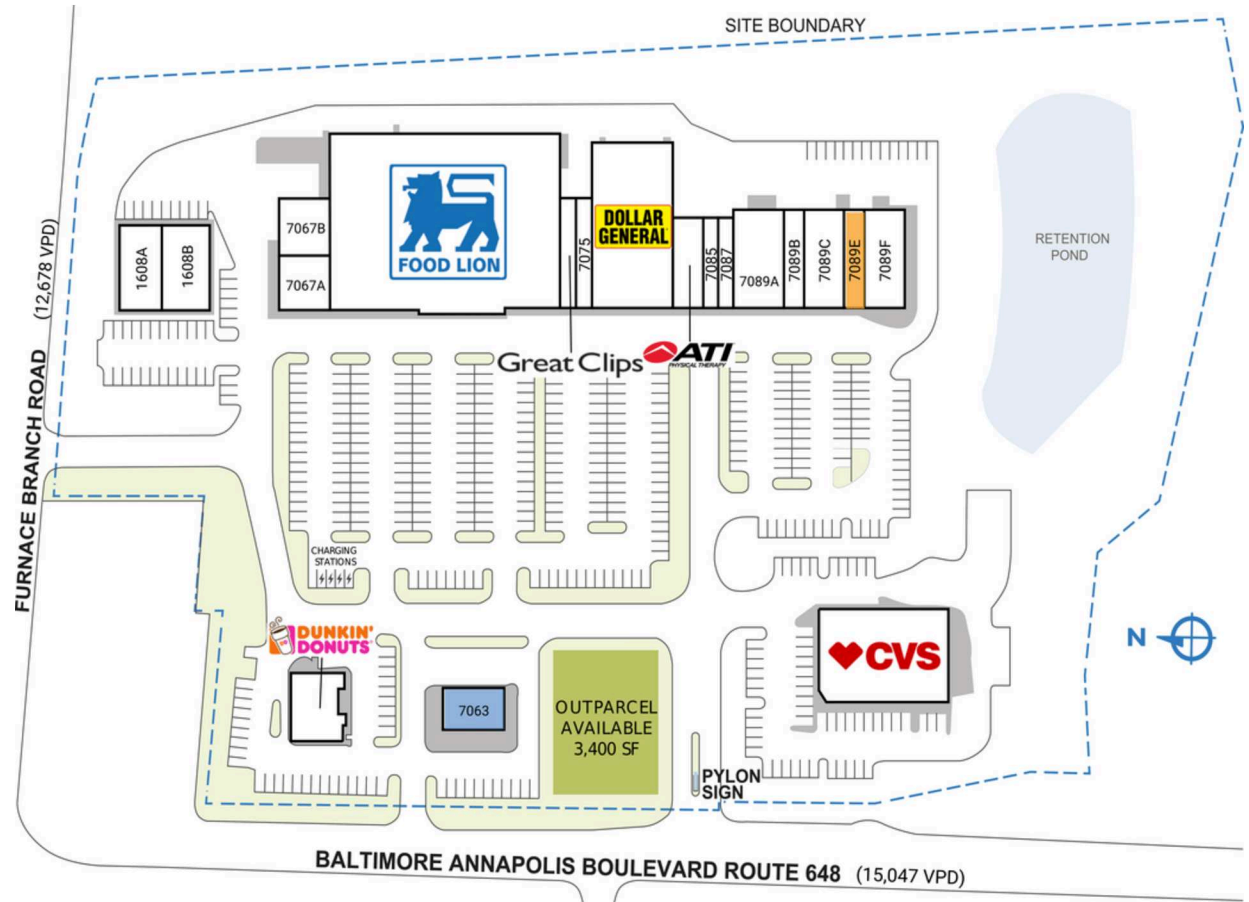 SITE BOUNDARY
FOOD LION
DOLLAR
GENERAL
7067B
7067A
7075
7085
7087
7089A
7089B
7089C
7089E
7089F
1608A
1608B
RETENTION
POND
Great Clips
ATI
PHYSICAL THERAPY
FURNACE BRANCH ROAD (12,678 VPD)
CHARGING
STATIONS
DUNKIN'
DONUTS
7063
OUTPARCEL
AVAILABLE
3,400 SF
CVS
N
PYLON
SIGN
BALTIMORE ANNAPOLIS BOULEVARD ROUTE 648 (15,047 VPD)